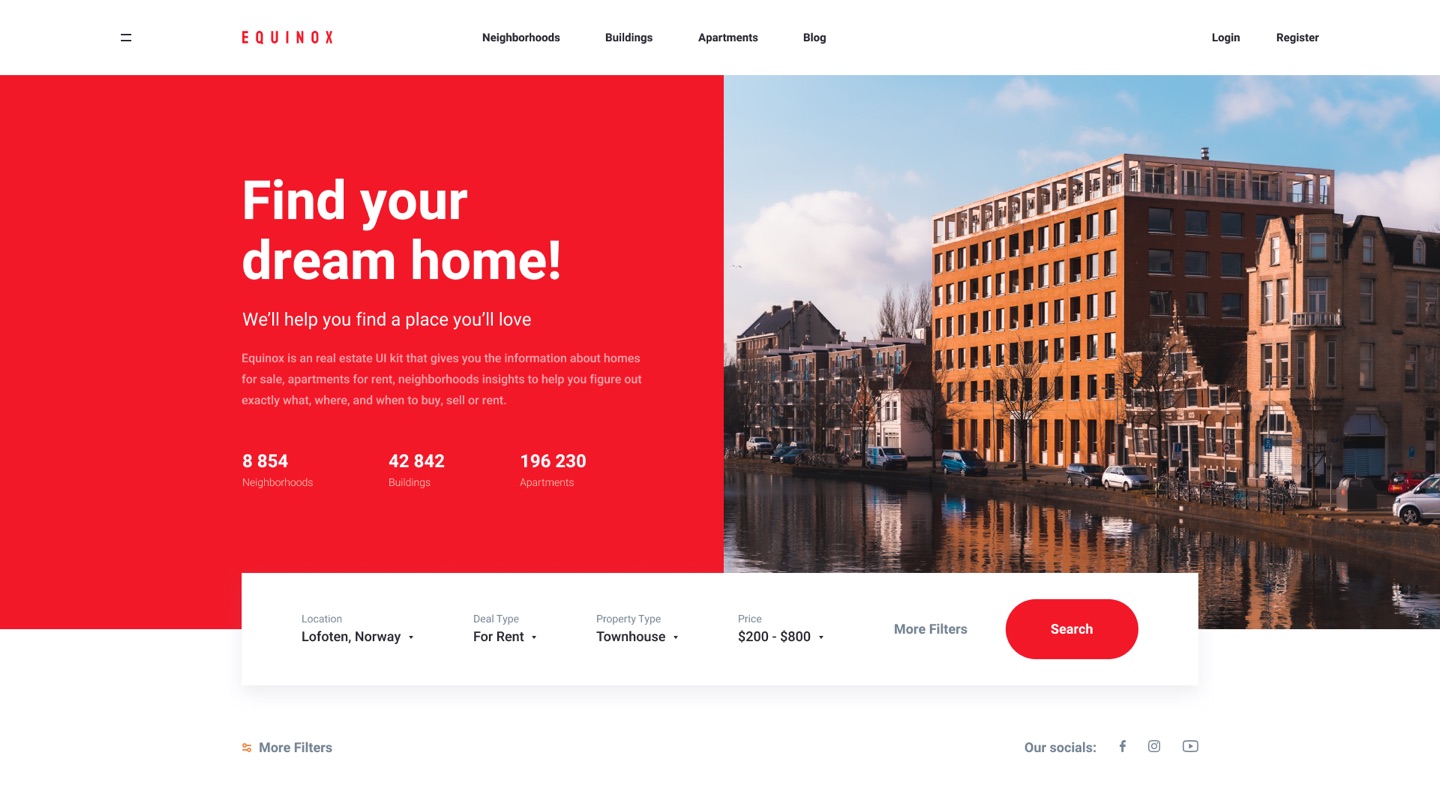 EQUINOX
Neighborhoods
Buildings
Apartments
Blog
Login
Register
Find your
dream home!
We’ll help you find a place you’ll love
Equinox is an real estate UI kit that gives you the information about homes
for sale, apartments for rent, neighborhoods insights to help you figure out
exactly what, where, and when to buy, sell or rent.
8 854
Neighborhoods
42 842
Buildings
196 230
Apartments
Location
Lofoten, Norway
Deal Type
For Rent
Property Type
Townhouse
Price
$200 - $800
More Filters
Search
More Filters
Our socials: